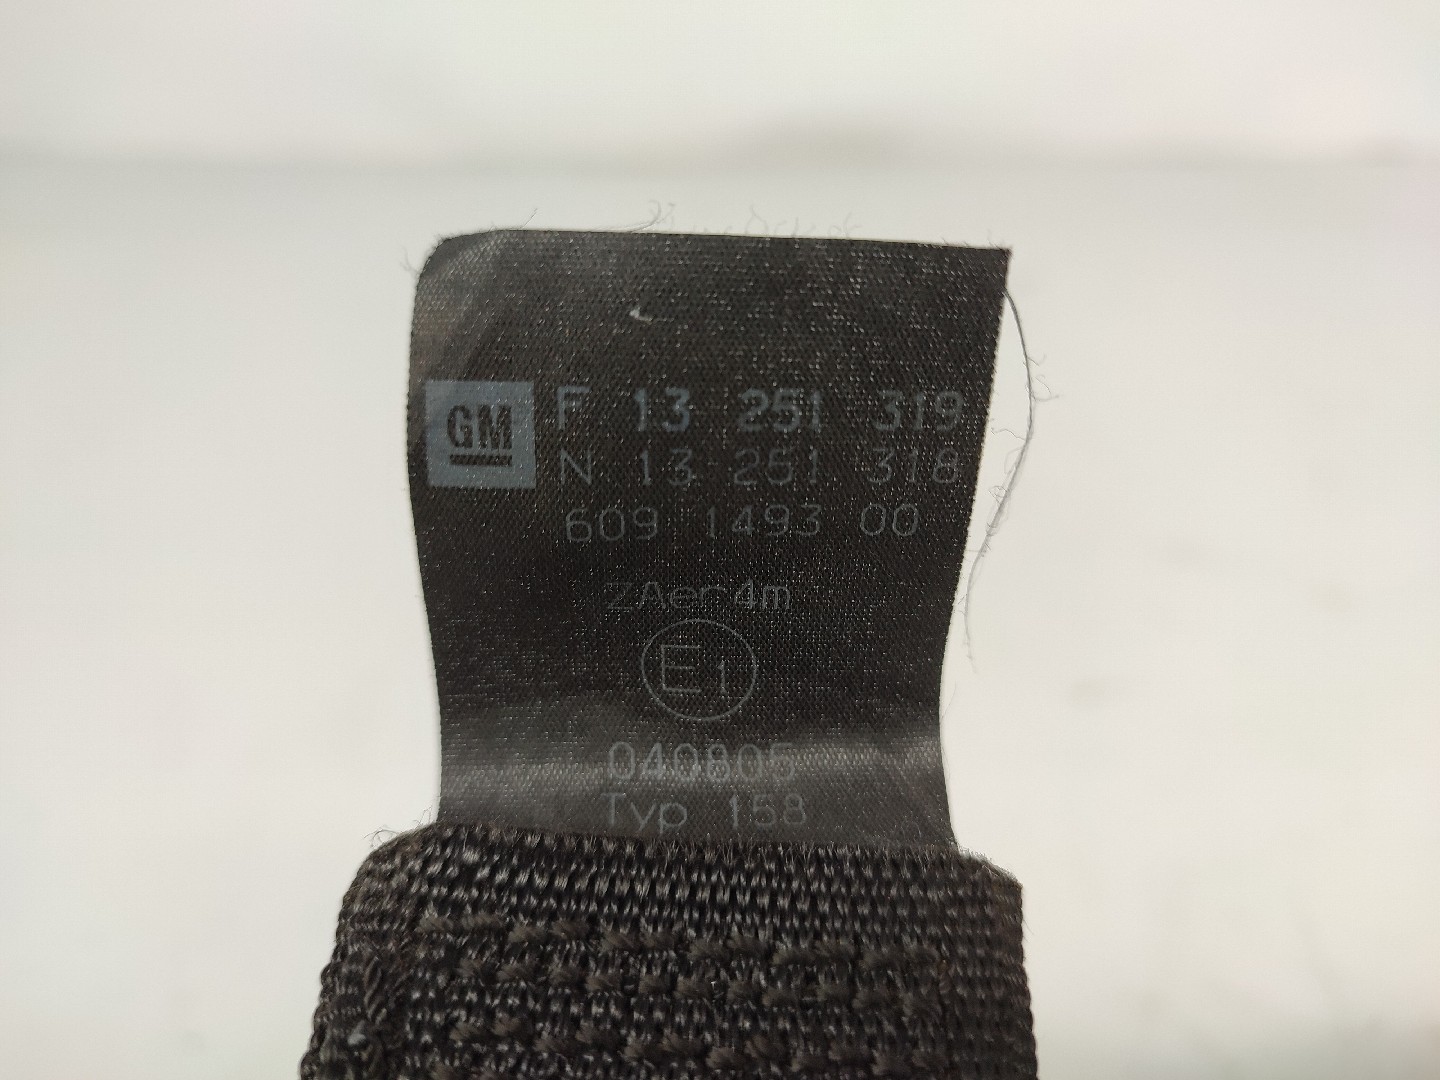 GM
F 13 251 319
N 13 251 318
609 1493 00
ZAer4m
E1
040805
Typ 158